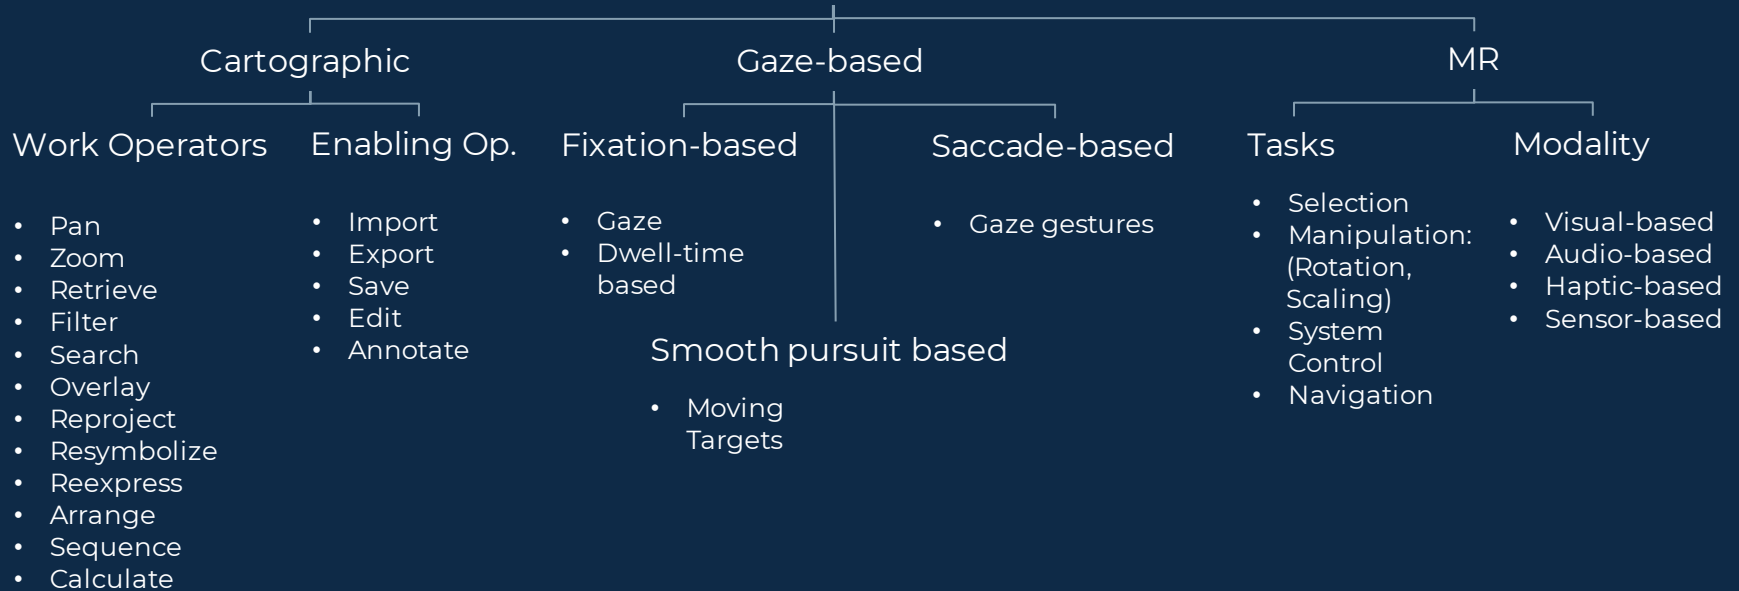 Cartographic
Gaze-based
MR
Work Operators
Enabling Op.
Fixation-based
Saccade-based
Tasks
Modality
• Pan
• Zoom
• Retrieve
• Filter
• Search
• Overlay
• Reproject
• Resymbolize
• Reexpress
• Arrange
• Sequence
• Calculate
• Import
• Export
• Save
• Edit
• Annotate
• Gaze
• Dwell-time
based
Smooth pursuit based
• Moving
Targets
• Gaze gestures
• Selection
• Manipulation:
(Rotation,
Scaling)
• System
Control
• Navigation
• Visual-based
• Audio-based
• Haptic-based
• Sensor-based